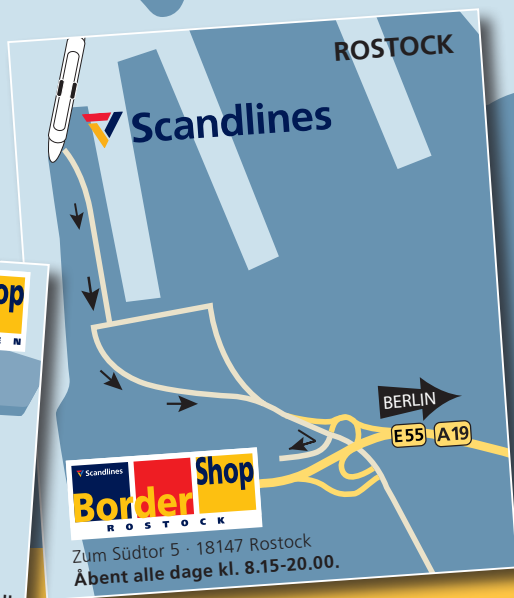 ROSTOCK
Scandlines
op
E N
BERLIN
E55 A19
Scandlines
Border Shop
ROSTOCK
Zum Südtor 5 · 18147 Rostock
Åbent alle dage kl. 8.15-20.00.